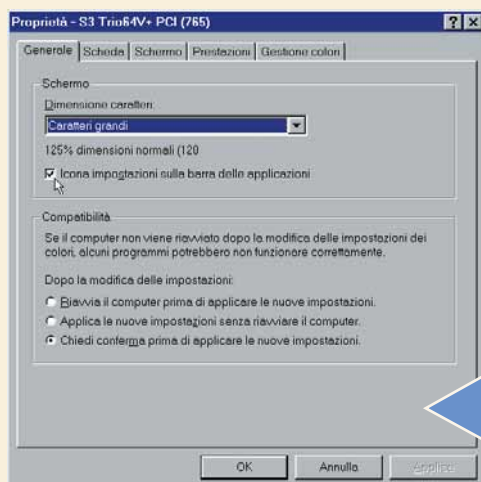 Proprietà - S3 Trio64V+ PCI (765)
Generale Scheda Schermo Prestazioni Gestione colori
Schermo
Dimensione caratteri:
Caratteri grandi
125% dimensioni normali (120
Icona impostazioni sulla barra delle applicazioni
Compatibilità
Se il computer non viene riavviato dopo la modifica delle impostazioni dei
colori, alcuni programmi potrebbero non funzionare correttamente.
Dopo la modifica delle impostazioni:
Riavvia il computer prima di applicare le nuove impostazioni.
Applica le nuove impostazioni senza riavviare il computer.
Chiedi conferma prima di applicare le nuove impostazioni.
OK Annulla Applica